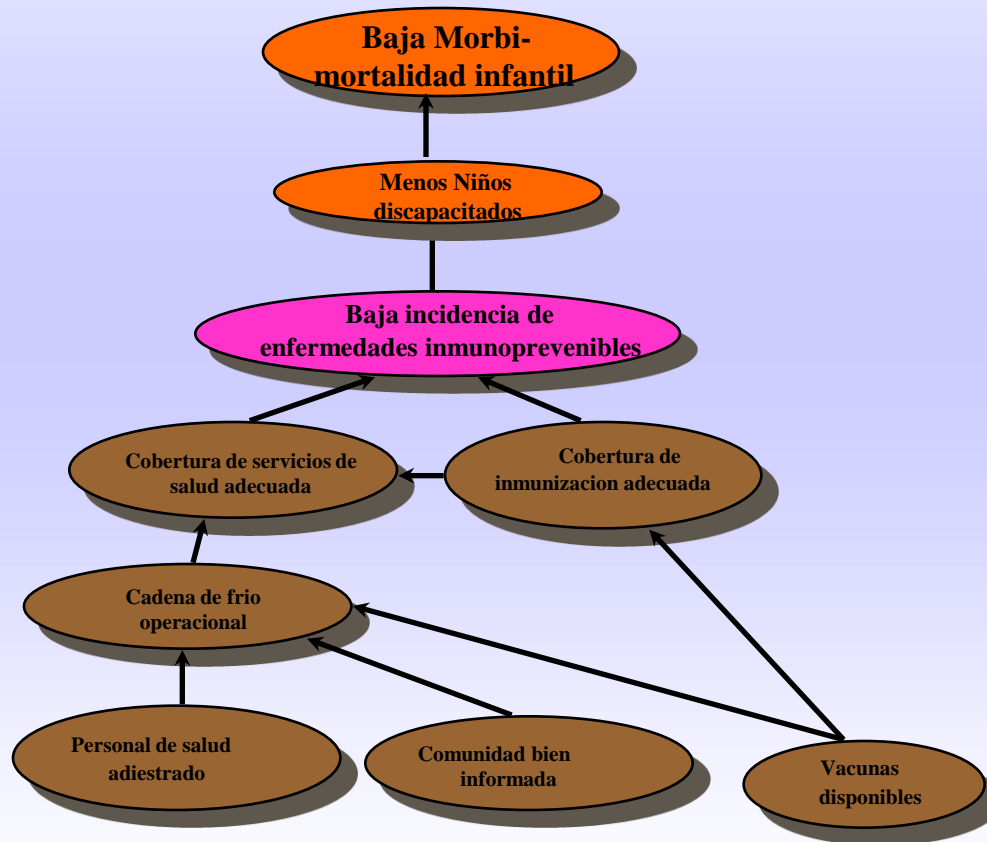 Baja Morbi-
mortalidad infantil
Menos Niños
discapacitados
Baja incidencia de
enfermedades inmunoprevenibles
Cobertura de servicios de
salud adecuada
Cobertura de
inmunizacion adecuada
Cadena de frio
operacional
Personal de salud
adiestrado
Comunidad bien
informada
Vacunas
disponibles